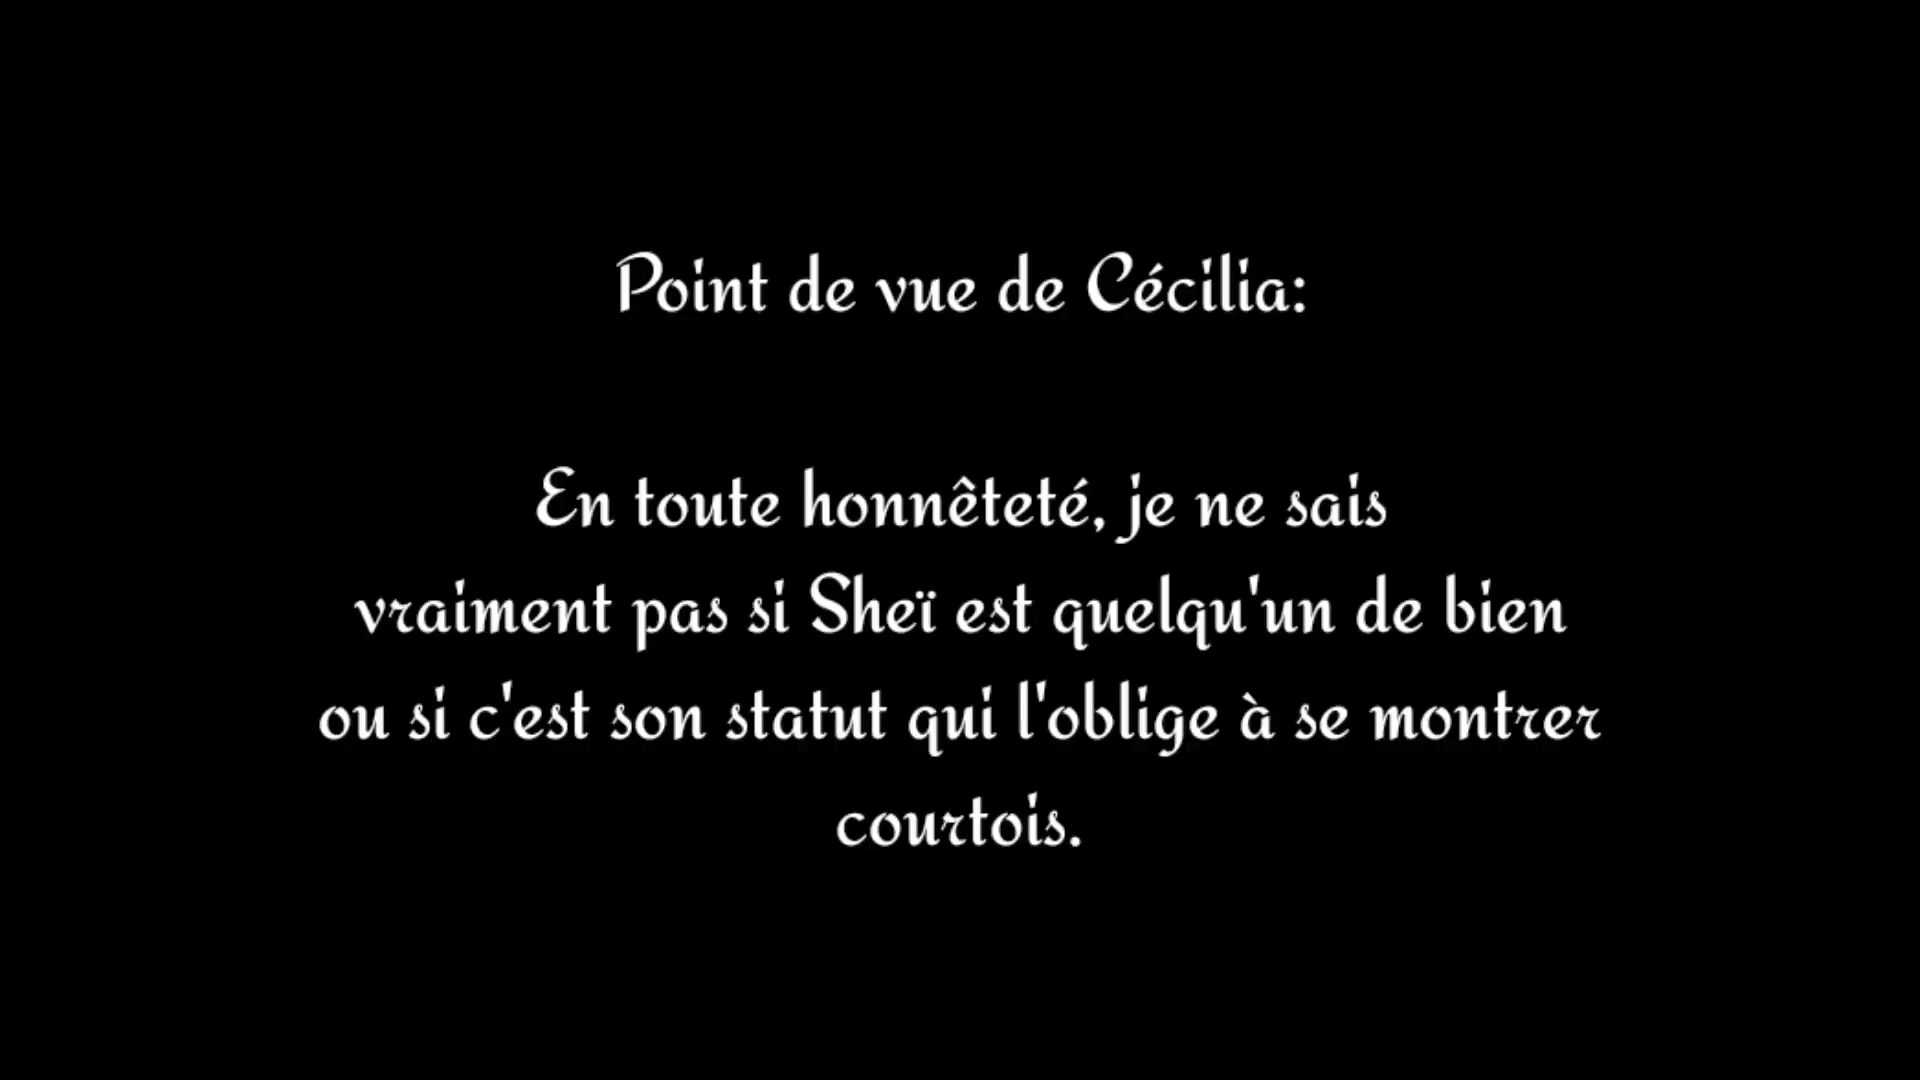 Point de vue de Cécilia:
En toute honnêteté, je ne sais
vraiment pas si Sheï est quelqu'un de bien
ou si c'est son statut qui l'oblige à se montrer
courtois.